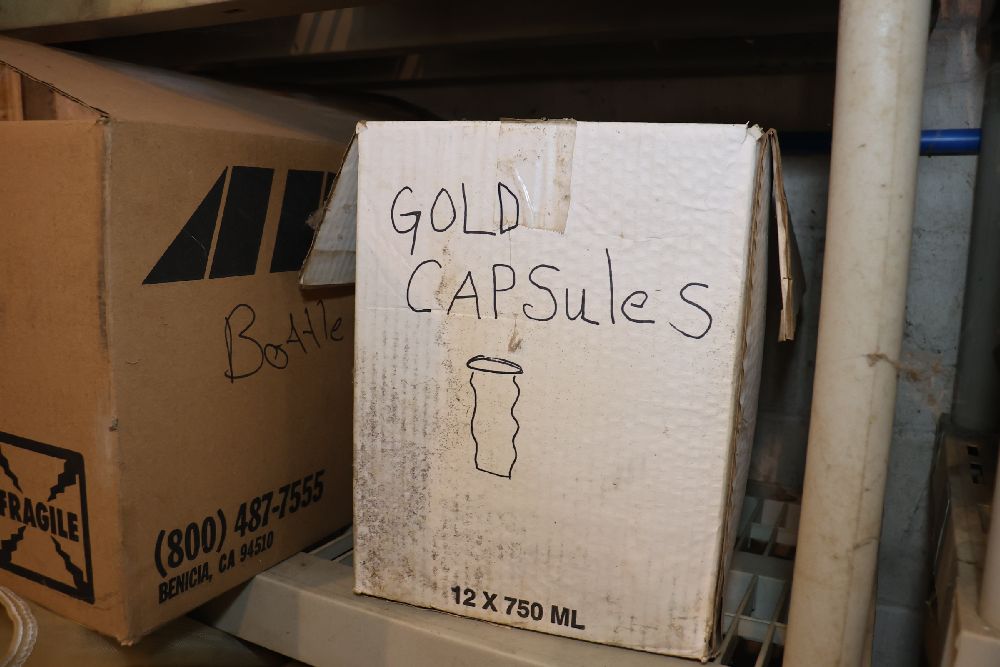 GOLD
CAPSules
12 X 750 ML
Bottle
FRAGILE
(800) 487-7555
BENICIA, CA 94510